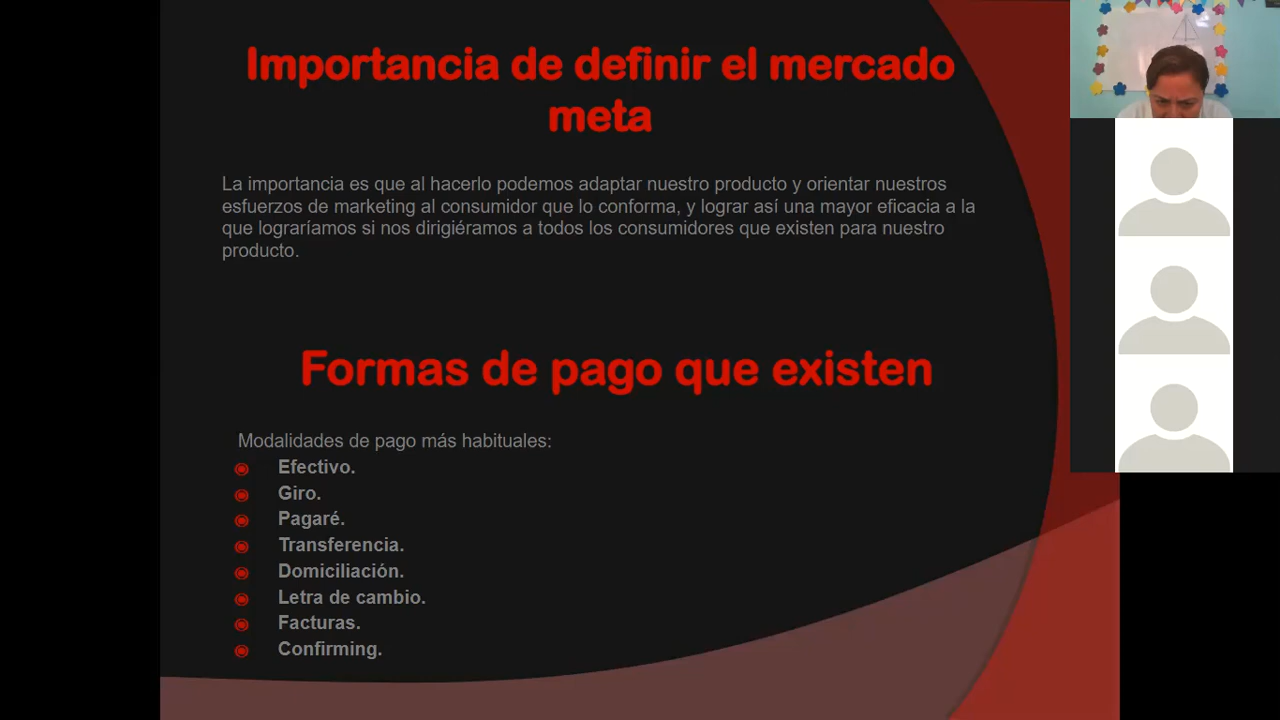 Importancia de definir el mercado
meta
La importancia es que al hacerlo podemos adaptar nuestro producto y orientar nuestros
esfuerzos de marketing al consumidor que lo conforma, y lograr así una mayor eficacia a la
que lograríamos si nos dirigiéramos a todos los consumidores que existen para nuestro
producto.
Formas de pago que existen
Modalidades de pago más habituales:
Efectivo.
Giro.
Pagaré.
Transferencia.
Domiciliación.
Letra de cambio.
Facturas.
Confirming.